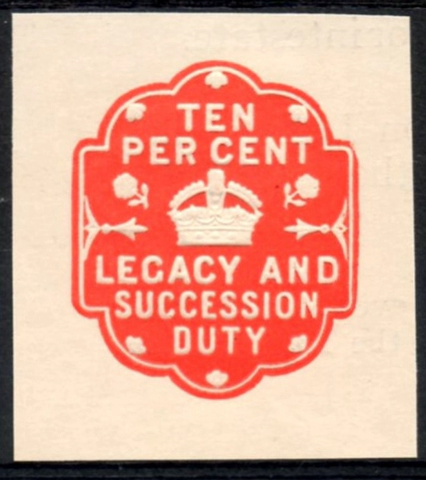 TEN
PER CENT
LEGACY AND
SUCCESSION
DUTY